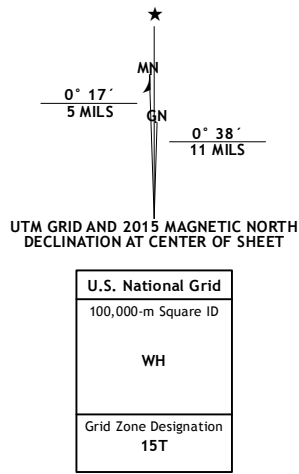 MN
0° 17´
5 MILS
GN
0° 38´
11 MILS
UTM GRID AND 2015 MAGNETIC NORTH
DECLINATION AT CENTER OF SHEET
U.S. National Grid
100,000-m Square ID
WH
Grid Zone Designation
15T